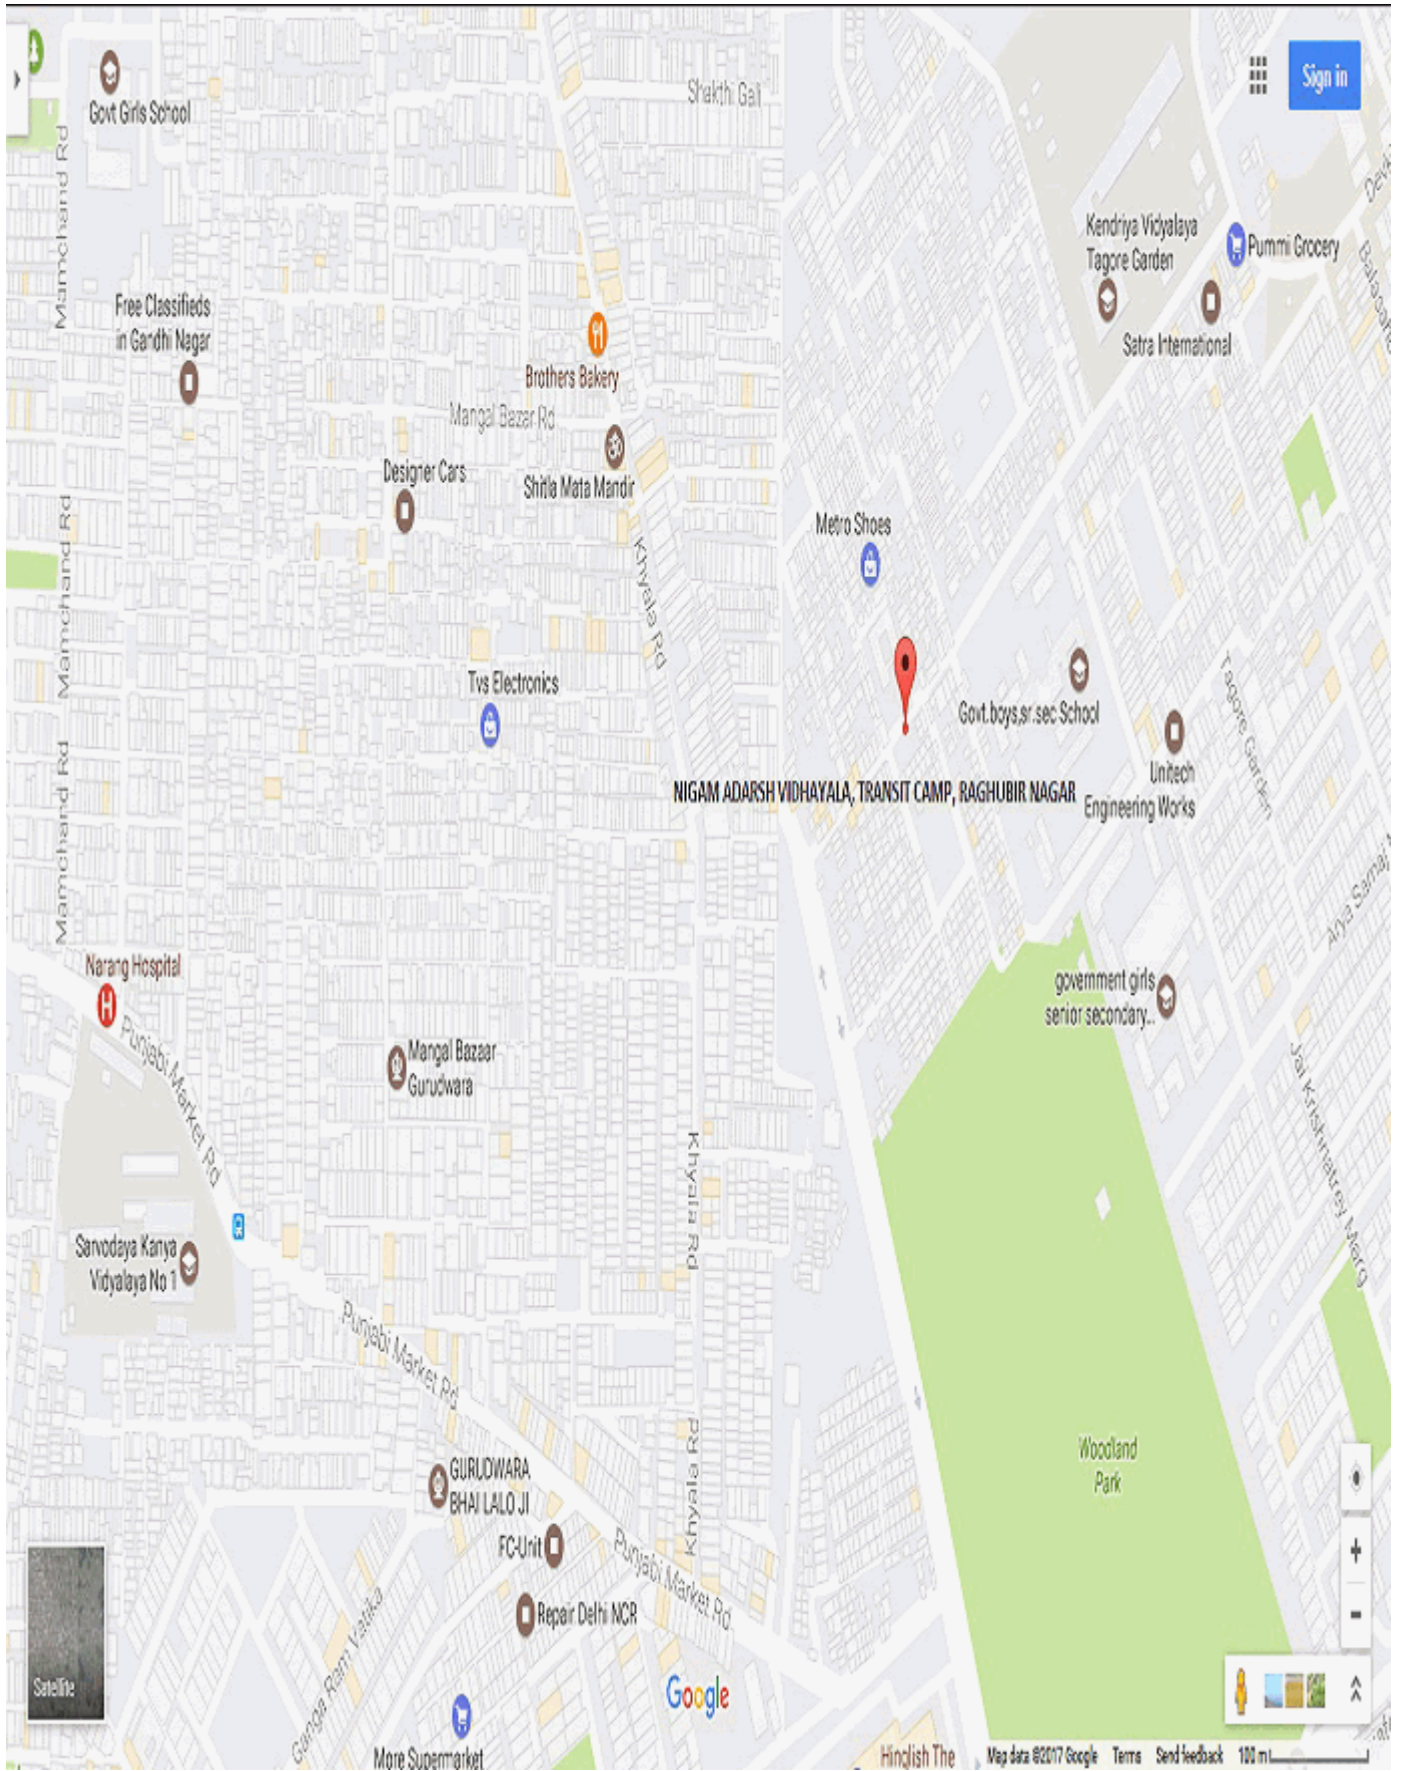 Sign in
Govt Girls School
Shakthi Gali
Mamchand Rd
Kendriya Vidyalaya
Tagore Garden
Pummi Grocery
Satra International
Free Classifieds
in Gandhi Nagar
Brothers Bakery
Mangal Bazar Rd
Designer Cars
Shitla Mata Mandir
Mamchand Rd
Khyala Rd
Metro Shoes
Tvs Electronics
Govt.boys,sr.sec School
Tagore Garden
Unitech
Engineering Works
NIGAM ADARSH VIDHAYALA, TRANSIT CAMP, RAGHUBIR NAGAR
Mamchand Rd
Mamchand Rd
Narang Hospital
H
Punjabi Market Rd
Mangal Bazaar
Gurudwara
government girls
senior secondary...
Arya Samaj
Jai Krishnatrey Marg
Khyala Rd
Sarvodaya Kanya
Vidyalaya No 1
Punjabi Market Rd
Khyala Rd
Woodland
Park
GURUDWARA
BHAI LALO JI
FC-Unit
Punjabi Market Rd
Repair Delhi NCR
Ganga Ram Vatika
Satellite
Google
More Supermarket
Hinglish The
Map data ©2017 Google Terms Send feedback 100 m